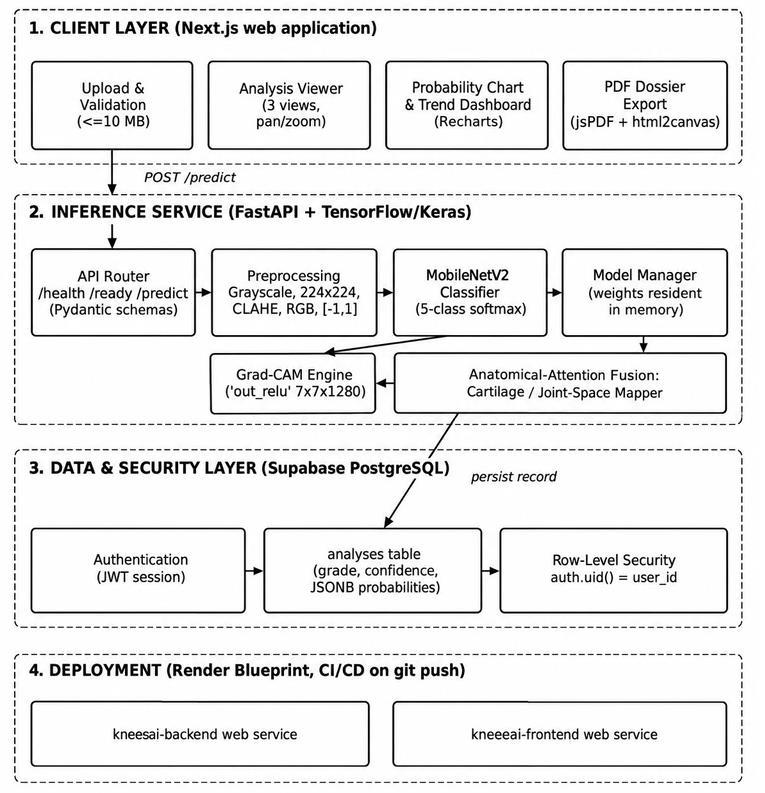 1. CLIENT LAYER (Next.js web application)
Upload &
Validation
(<=10 MB)
Analysis Viewer
(3 views,
pan/zoom)
Probability Chart
& Trend Dashboard
(Recharts)
PDF Dossier
Export
(jsPDF + html2canvas)
POST /predict
2. INFERENCE SERVICE (FastAPI + TensorFlow/Keras)
API Router
/health /ready /predict
(Pydantic schemas)
Preprocessing
Grayscale, 224x224,
CLAHE, RGB, [-1,1]
MobileNetV2
Classifier
(5-class softmax)
Model Manager
(weights resident
in memory)
Grad-CAM Engine
('out_relu' 7x7x1280)
Anatomical-Attention Fusion:
Cartilage / Joint-Space Mapper
3. DATA & SECURITY LAYER (Supabase PostgreSQL)
persist record
Authentication
(JWT session)
analyses table
(grade, confidence,
JSONB probabilities)
Row-Level Security
auth.uid() = user_id
4. DEPLOYMENT (Render Blueprint, CI/CD on git push)
kneesai-backend web service
kneeeai-frontend web service